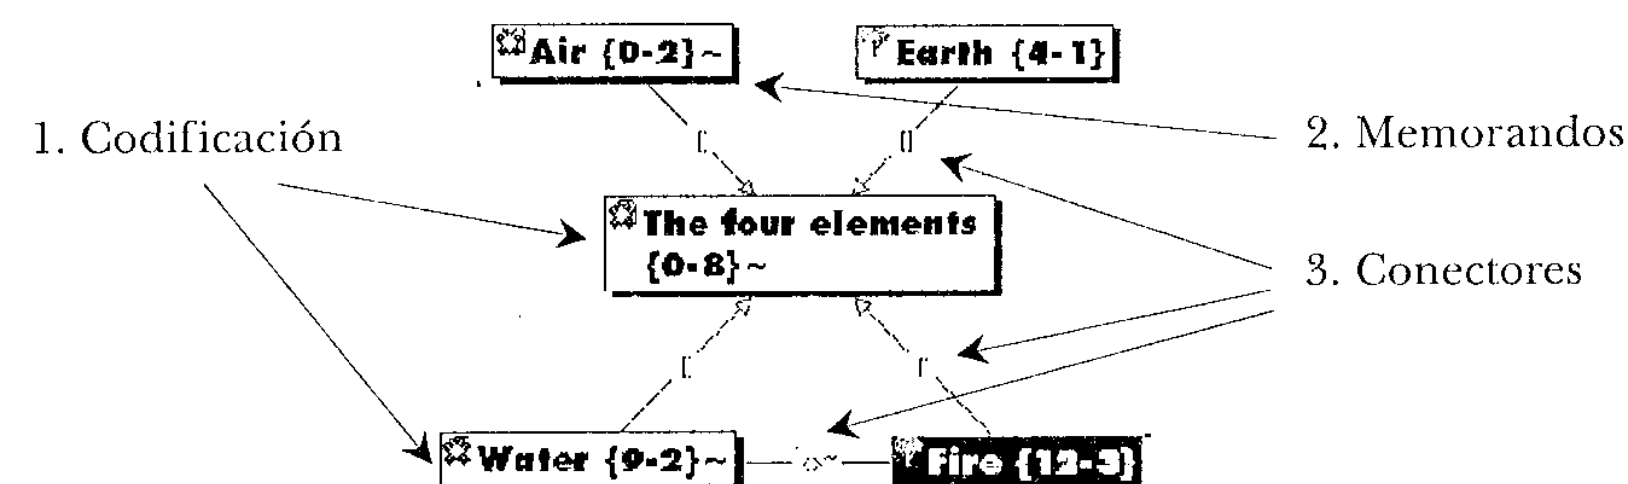 Air {0-2}~
Earth {4-1}
1. Codificación
2. Memorandos
The four elements
{0-8}~
3. Conectores
Water {9-2}~
Fire {12-3}